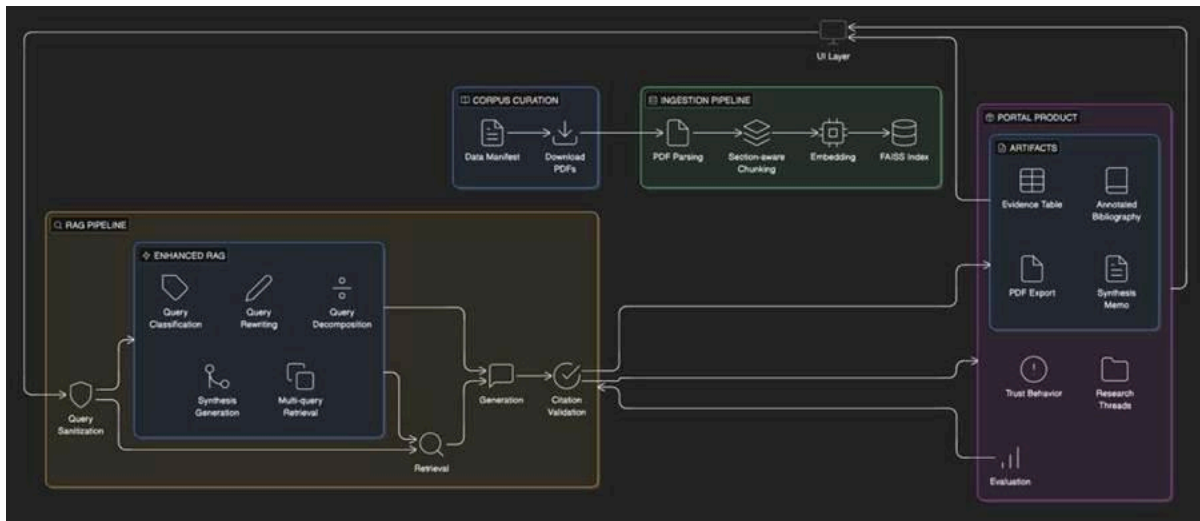 UI Layer
CORPUS CURATION
Data Manifest
Download
PDFs
INGESTION PIPELINE
PDF Parsing
Section-aware
Chunking
Embedding
FAISS Index
PORTAL PRODUCT
ARTIFACTS
Evidence Table
Annotated
Bibliography
PDF Export
Synthesis
Memo
Trust Behavior
Research
Threads
Evaluation
RAG PIPELINE
ENHANCED RAG
Query
Classification
Query
Rewriting
Query
Decomposition
Synthesis
Generation
Multi-query
Retrieval
Query
Sanitization
Retrieval
Generation
Citation
Validation